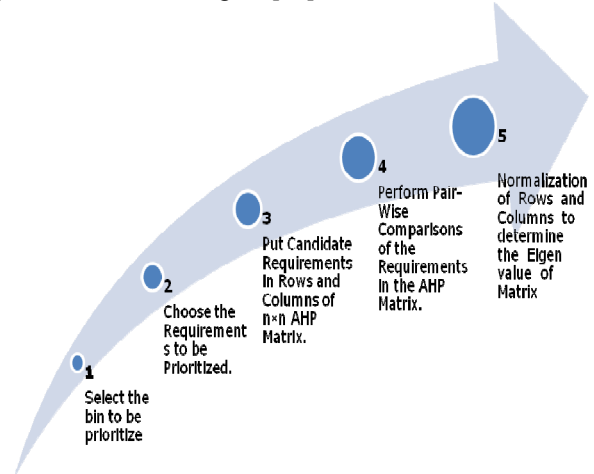 1
Select the
bin to be
prioritize
2
Choose the
Requirement
s to be
Prioritized.
3
Put Candidate
Requirements
in Rows and
Columns of
n×n AHP
Matrix.
4
Perform Pair-
Wise
Comparisons
of the
Requirements
in the AHP
Matrix.
5
Normalization
of Rows and
Columns to
determine
the Eigen
value of
Matrix